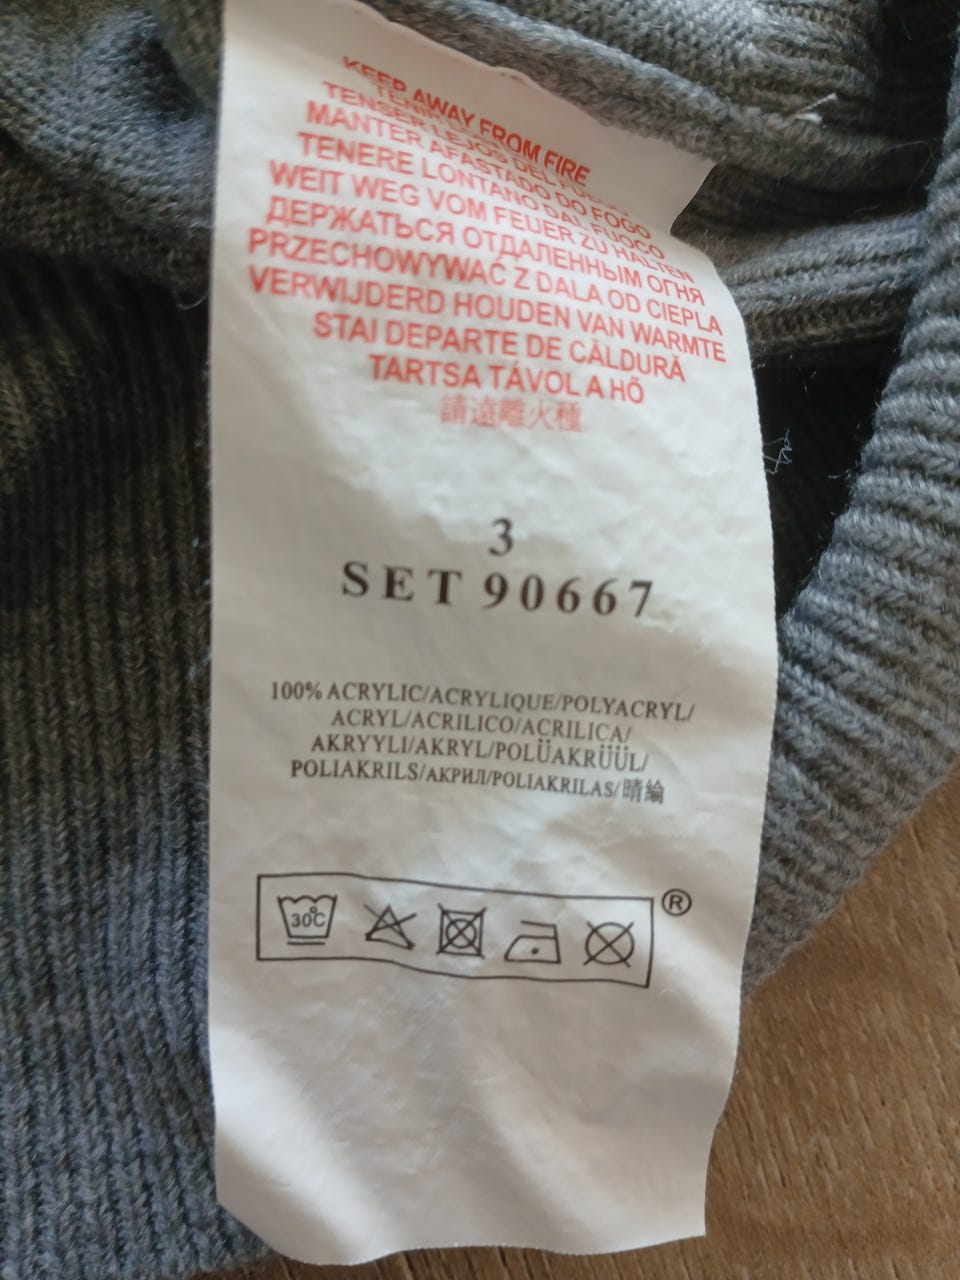 KEEP AWAY FROM FIRE
TENIR
TENSER LEJOS DEL
MANTER AFASTADO DO FOGO
TENERE LONTANO DAL FUOCO
WEIT WEG VOM FEUER ZU HALTEN
ДЕРЖАТЬСЯ ОТДАЛЕННЫМ ОГНЯ
PRZECHOWYWAĆ Z DALA OD CIEPLA
VERWIJDERD HOUDEN VAN WARMTE
STAI DEPARTE DE CĂLDURĂ
TARTSA TÁVOL A HŐ
請遠離火種
3
SET 90667
100% ACRYLIC/ACRYLIQUE/POLYACRYL/
ACRYL/ACRILICO/ACRILICA/
AKRYYLI/AKRYL/POLÜAKRÜÜL/
POLIAKRILS/АКРИЛ/POLIAKRILAS/晴綸
30°C
®